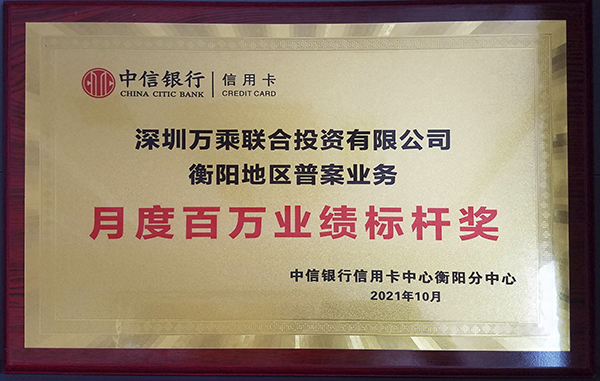 中信银行 | 信用卡
CHINA CITIC BANK | CREDIT CARD
深圳万乘联合投资有限公司
衡阳地区普案业务
月度百万业绩标杆奖
中信银行信用卡中心衡阳分中心
2021年10月